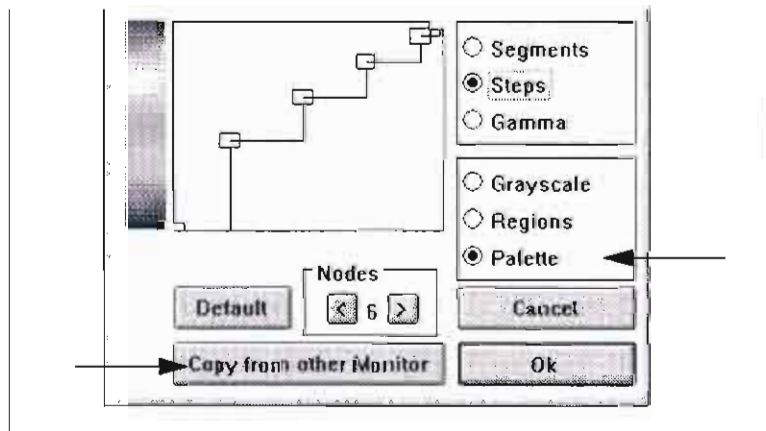 Segments
Steps
Gamma
Grayscale
Regions
Palette
Nodes
Default
< 6 >
Cancel
Copy from other Monitor
Ok